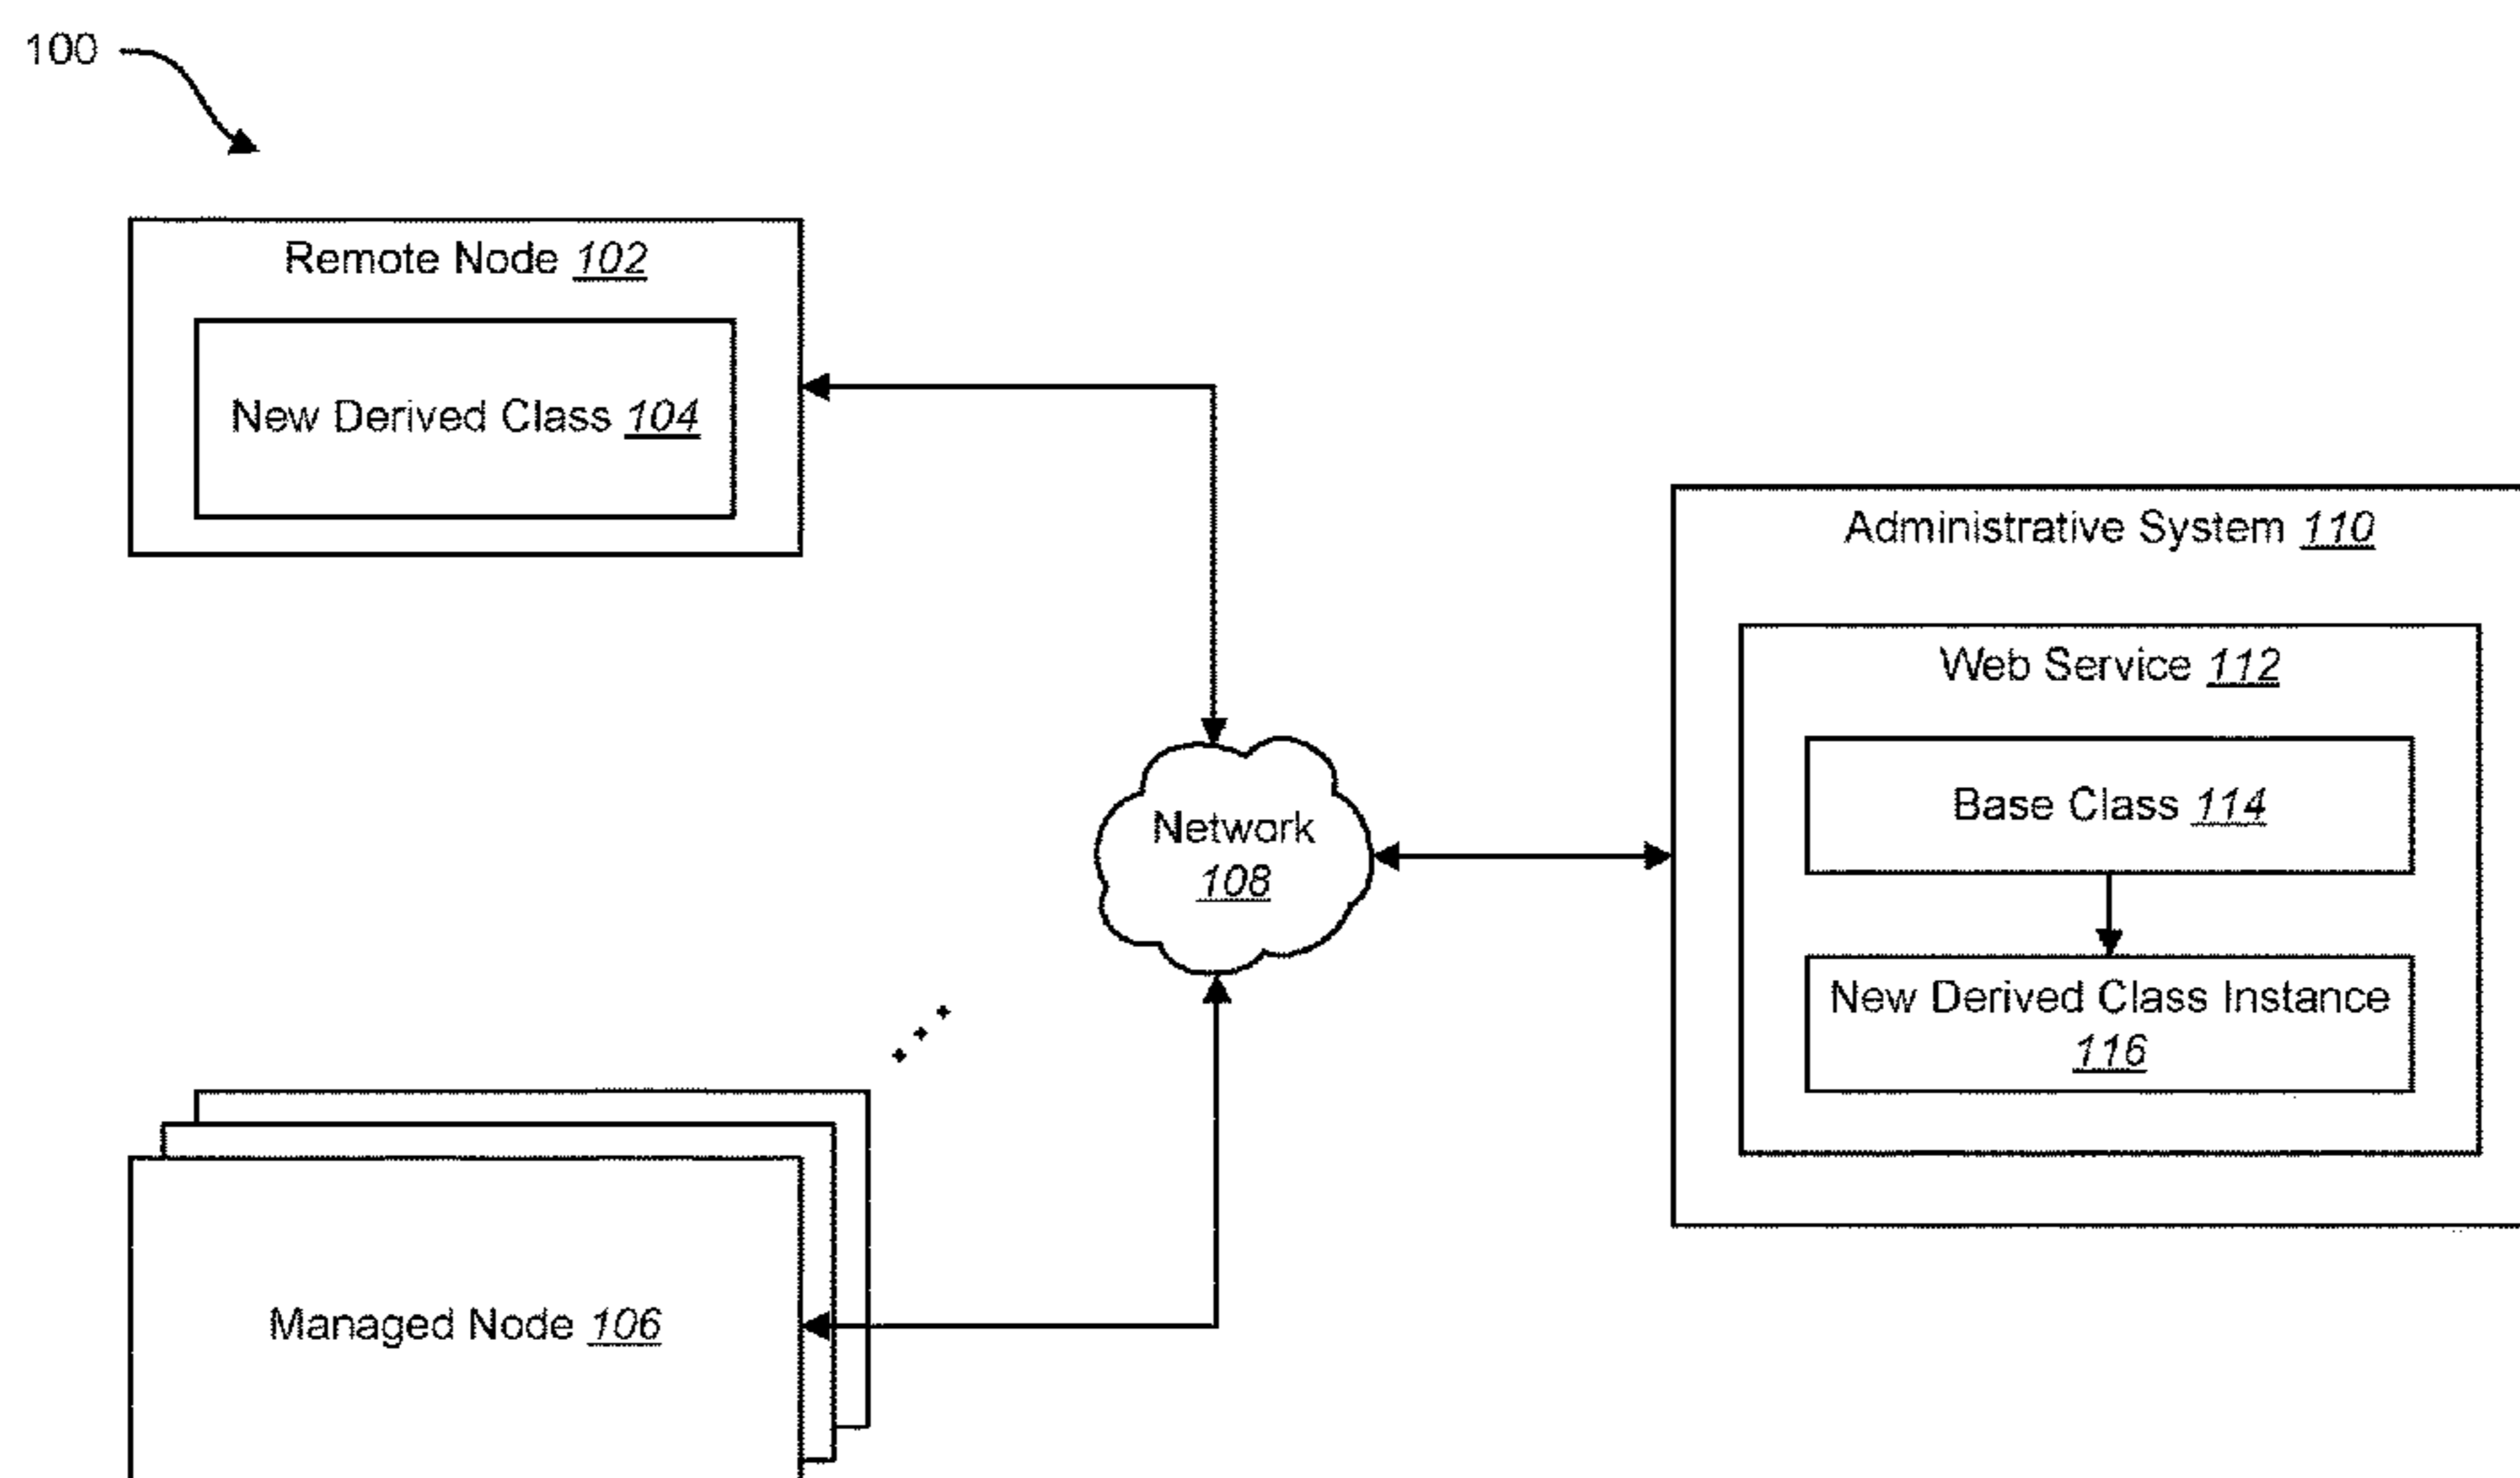 100
Remote Node 102
New Derived Class 104
Administrative System 110
Web Service 112
Base Class 114
Network
108
New Derived Class Instance
116
Managed Node 106